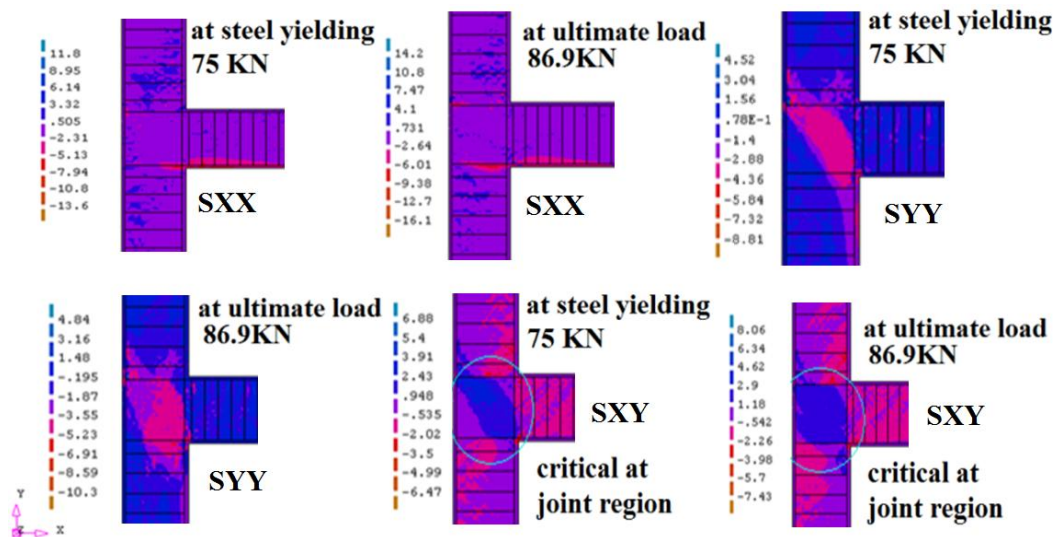 at steel yielding
75 KN
11.8
8.95
6.14
3.32
.505
-2.31
-5.13
-7.94
-10.8
-13.6
SXX
at ultimate load
86.9KN
14.2
10.8
7.47
4.1
.731
-2.64
-6.01
-9.38
-12.7
-16.1
SXX
at steel yielding
75 KN
4.52
3.04
1.56
.78E-1
-1.4
-2.88
-4.36
-5.84
-7.32
-8.81
SYY
at ultimate load
86.9KN
4.84
3.16
1.48
-.195
-1.87
-3.55
-5.23
-6.91
-8.59
-10.3
SYY
at steel yielding
75 KN
6.88
5.4
3.91
2.43
.948
-.535
-2.02
-3.5
-4.99
-6.47
SXY
critical at
joint region
at ultimate load
86.9KN
8.06
6.34
4.62
2.9
1.18
-.542
-2.26
-3.98
-5.7
-7.43
SXY
critical at
joint region
Y
Z X